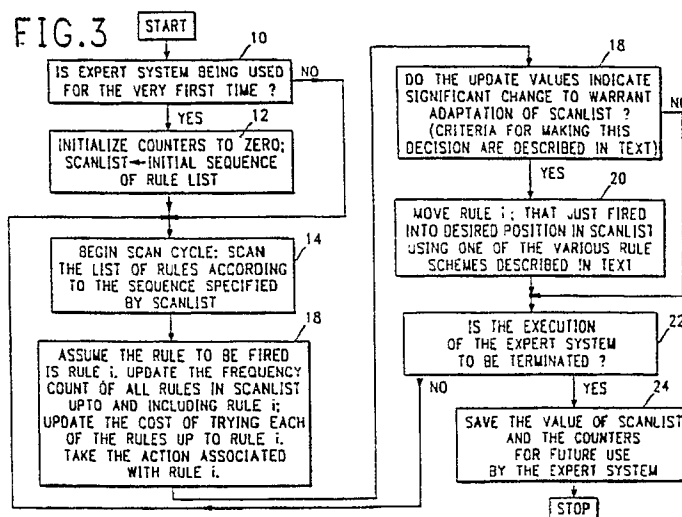 FIG.3
START
10
IS EXPERT SYSTEM BEING USED
FOR THE VERY FIRST TIME ?
NO
YES
12
INITIALIZE COUNTERS TO ZERO;
SCANLIST←INITIAL SEQUENCE
OF RULE LIST
14
BEGIN SCAN CYCLE: SCAN
THE LIST OF RULES ACCORDING
TO THE SEQUENCE SPECIFIED
BY SCANLIST
18
ASSUME THE RULE TO BE FIRED
IS RULE i. UPDATE THE FREQUENCY
COUNT OF ALL RULES IN SCANLIST
UPTO AND INCLUDING RULE i;
UPDATE THE COST OF TRYING EACH
OF THE RULES UP TO RULE i.
TAKE THE ACTION ASSOCIATED
WITH RULE i.
18
DO THE UPDATE VALUES INDICATE
SIGNIFICANT CHANGE TO WARRANT
ADAPTATION OF SCANLIST ?
(CRITERIA FOR MAKING THIS
DECISION ARE DESCRIBED IN TEXT)
NO
YES
20
MOVE RULE i; THAT JUST FIRED
INTO DESIRED POSITION IN SCANLIST
USING ONE OF THE VARIOUS RULE
SCHEMES DESCRIBED IN TEXT
22
IS THE EXECUTION
OF THE EXPERT SYSTEM
TO BE TERMINATED ?
NO
YES
24
SAVE THE VALUE OF SCANLIST
AND THE COUNTERS
FOR FUTURE USE
BY THE EXPERT SYSTEM
STOP